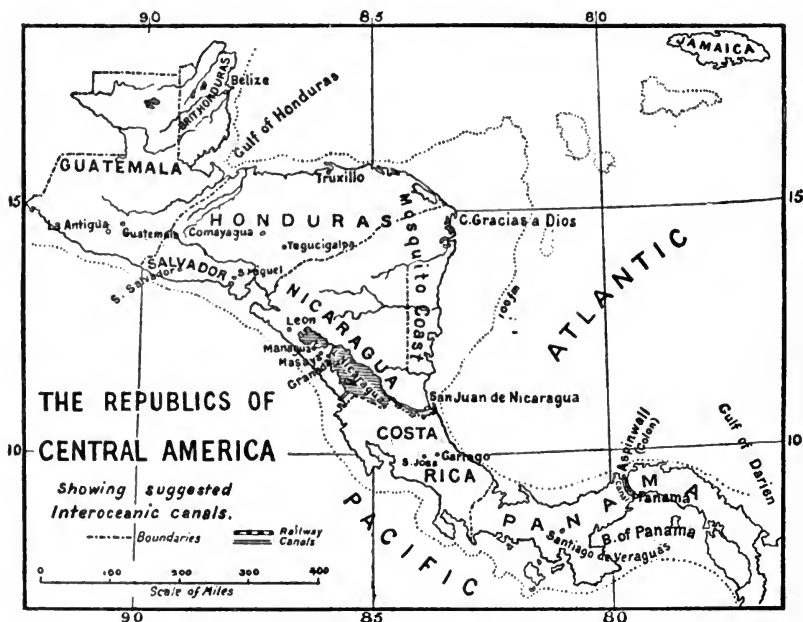 90
85
80
JAMAICA
Belize
BRIT HONDURAS
Gulf of Honduras
GUATEMALA
Truxillo
15
15
HONDURAS
Mosquito Coast
C. Gracias a Dios
La Antigua
Guatemala
Comayagua
Tegucigalpa
SALVADOR
S. Miguel
S. Salvador
NICARAGUA
ATLANTIC
100fm
Leon
Managua
Masaya
Granada
Nicaragua
THE REPUBLICS OF
CENTRAL AMERICA
San Juan de Nicaragua
COSTA
RICA
S. Jose
Cartago
Aspinwall
(Colon)
Gulf of Darien
10
10
Showing suggested
Interoceanic canals.
Boundaries
Railway
Canals
PACIFIC
PANAMA
Canal
Panama
B. of Panama
Santiago de Veraguas
0 100 200 300 400
Scale of Miles
90
85
80